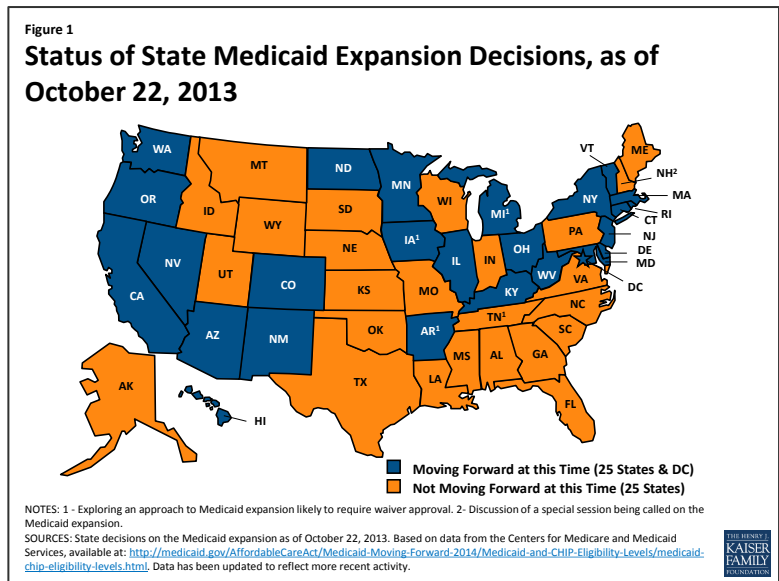 Figure 1
Status of State Medicaid Expansion Decisions, as of
October 22, 2013
WA
OR
CA
NV
ID
MT
WY
UT
AZ
CO
NM
ND
SD
NE
KS
OK
TX
MN
IA¹
MO
AR¹
LA
WI
IL
MI¹
IN
OH
KY
TN¹
MS
AL
GA
FL
SC
NC
VA
WV
PA
NY
VT
ME
NH²
MA
RI
CT
NJ
DE
MD
DC
AK
HI
Moving Forward at this Time (25 States & DC)
Not Moving Forward at this Time (25 States)
NOTES: 1 - Exploring an approach to Medicaid expansion likely to require waiver approval. 2- Discussion of a special session being called on the
Medicaid expansion.
SOURCES: State decisions on the Medicaid expansion as of October 22, 2013. Based on data from the Centers for Medicare and Medicaid
Services, available at: http://medicaid.gov/AffordableCareAct/Medicaid-Moving-Forward-2014/Medicaid-and-CHIP-Eligibility-Levels/medicaid-
chip-eligibility-levels.html. Data has been updated to reflect more recent activity.
THE HENRY J.
KAISER
FAMILY
FOUNDATION